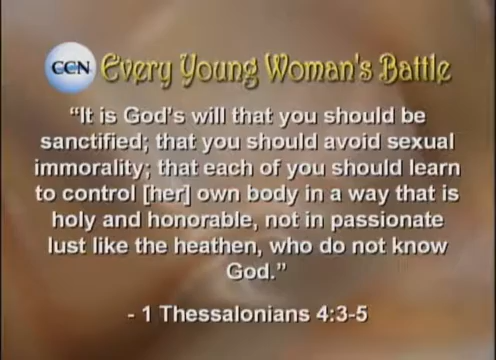 CCN Every Young Woman's Battle
“It is God's will that you should be
sanctified; that you should avoid sexual
immorality; that each of you should learn
to control [her] own body in a way that is
holy and honorable, not in passionate
lust like the heathen, who do not know
God.”
- 1 Thessalonians 4:3-5